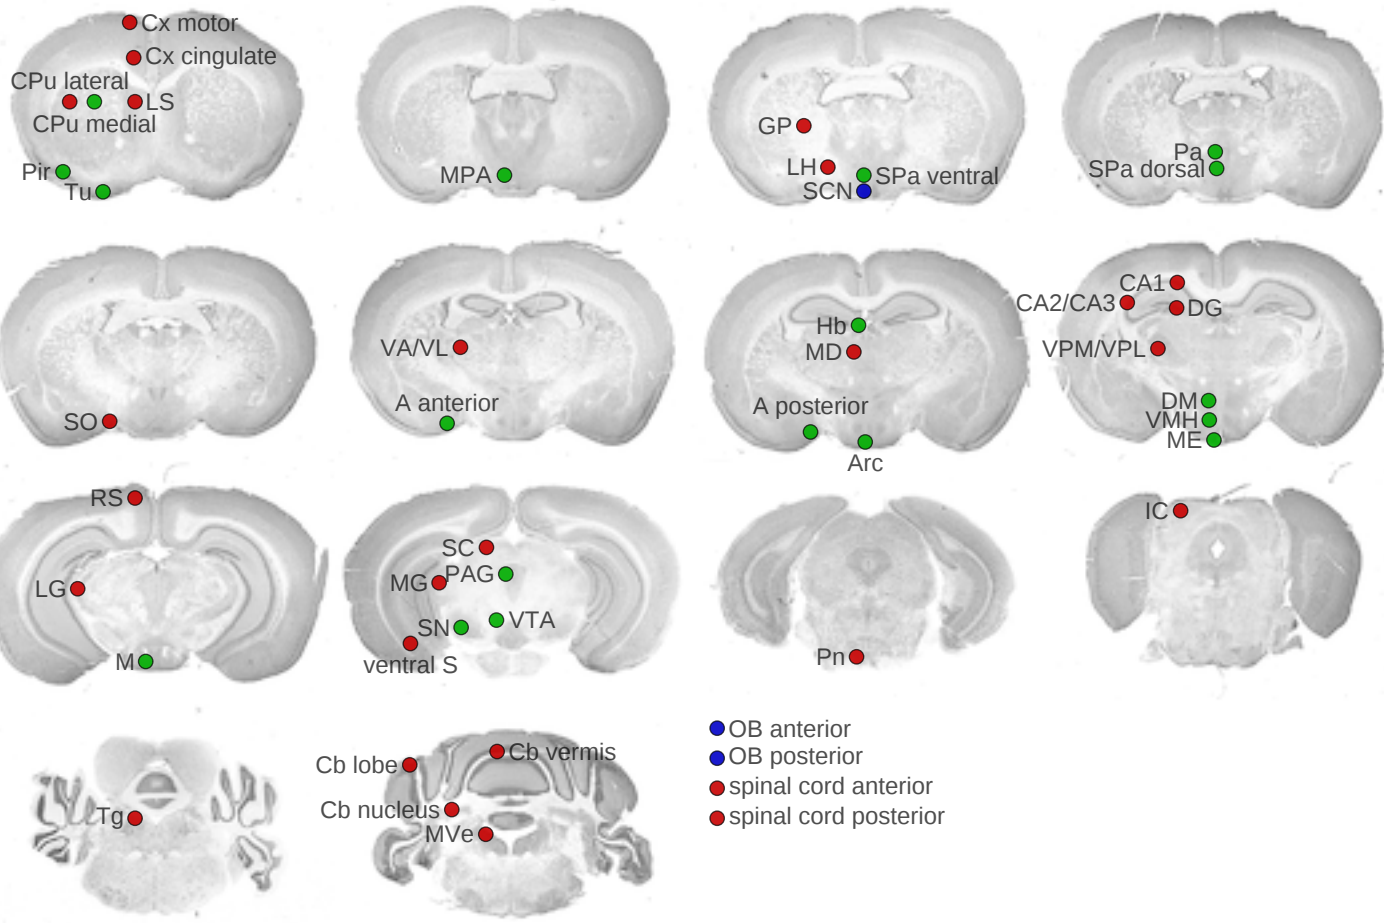 Cx motor
Cx cingulate
CPu lateral
LS
CPu medial
Pir
Tu
MPA
GP
LH
SPa ventral
SCN
Pa
SPa dorsal
SO
VA/VL
A anterior
Hb
MD
A posterior
Arc
CA1
CA2/CA3
DG
VPM/VPL
DM
VMH
ME
RS
LG
M
SC
MG
PAG
SN
VTA
ventral S
Pn
IC
Tg
Cb lobe
Cb vermis
Cb nucleus
MVe
OB anterior
OB posterior
spinal cord anterior
spinal cord posterior